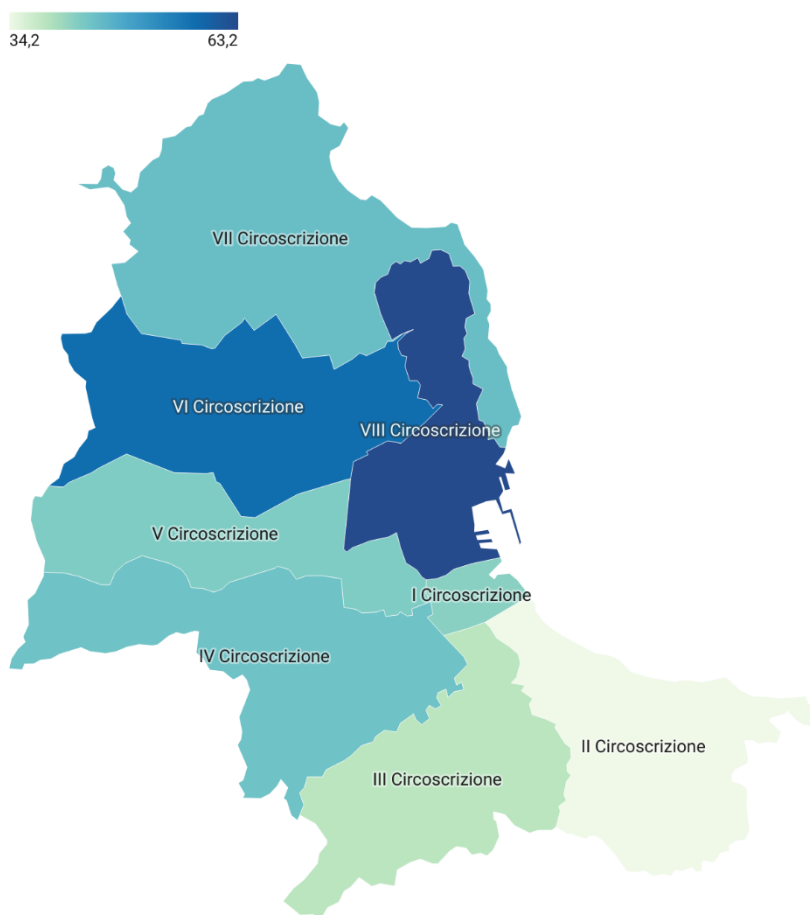 34,2 63,2
VII Circoscrizione
VI Circoscrizione
VIII Circoscrizione
V Circoscrizione
I Circoscrizione
IV Circoscrizione
II Circoscrizione
III Circoscrizione